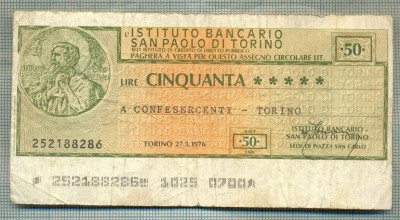 L'ISTITUTO BANCARIO
SAN PAOLO DI TORINO
PAGHERÀ A VISTA PER QUESTO ASSEGNO CIRCOLARE LIT.
·50·
LIRE CINQUANTA *****
A CONFESERCENTI - TORINO
252188286
TORINO 27.1.1976
·50·
ISTITUTO BANCARIO
SAN PAOLO DI TORINO
SEDE DI PIAZZA SAN CARLO
252188286 1025 0700